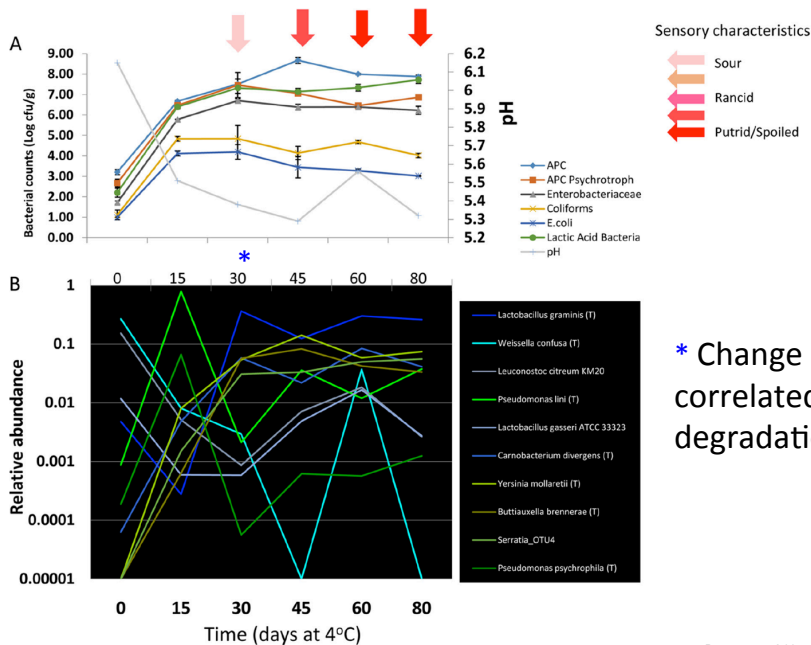 Sensory characteristics
Sour
Rancid
Putrid/Spoiled
A
9.00
8.00
7.00
6.00
5.00
4.00
3.00
2.00
1.00
0.00
Bacterial counts (Log cfu/g)
6.2
6.1
6
5.9
5.8
5.7
5.6
5.5
5.4
5.3
5.2
pH
APC
APC Psychrotroph
Enterobacteriaceae
Coliforms
E.coli
Lactic Acid Bacteria
pH
*
0 15 30 45 60 80
B
1
0.1
0.01
0.001
0.0001
0.00001
Relative abundance
0 15 30 45 60 80
Time (days at 4°C)
Lactobacillus graminis (T)
Weissella confusa (T)
Leuconostoc citreum KM20
Pseudomonas lini (T)
Lactobacillus gasseri ATCC 33323
Carnobacterium divergens (T)
Yersinia mollaretii (T)
Buttiauxella brennerae (T)
Serratia_OTU4
Pseudomonas psychrophila (T)
* Change
correlated
degradati